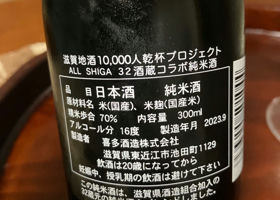 滋賀地酒10,000人乾杯プロジェクト
ALL SHIGA 32酒蔵コラボ純米酒
品目 日本酒 純米酒
原材料名 米(国産)、米麹(国産米)
精米歩合 70% 内容量 300ml
アルコール分 16度 製造年月 2023.9
製造者 喜多酒造株式会社
滋賀県東近江市池田町1129
飲酒は20歳になってから
妊娠中、授乳期の飲酒は避けましょう
この純米酒は、滋賀県酒造組合加入の